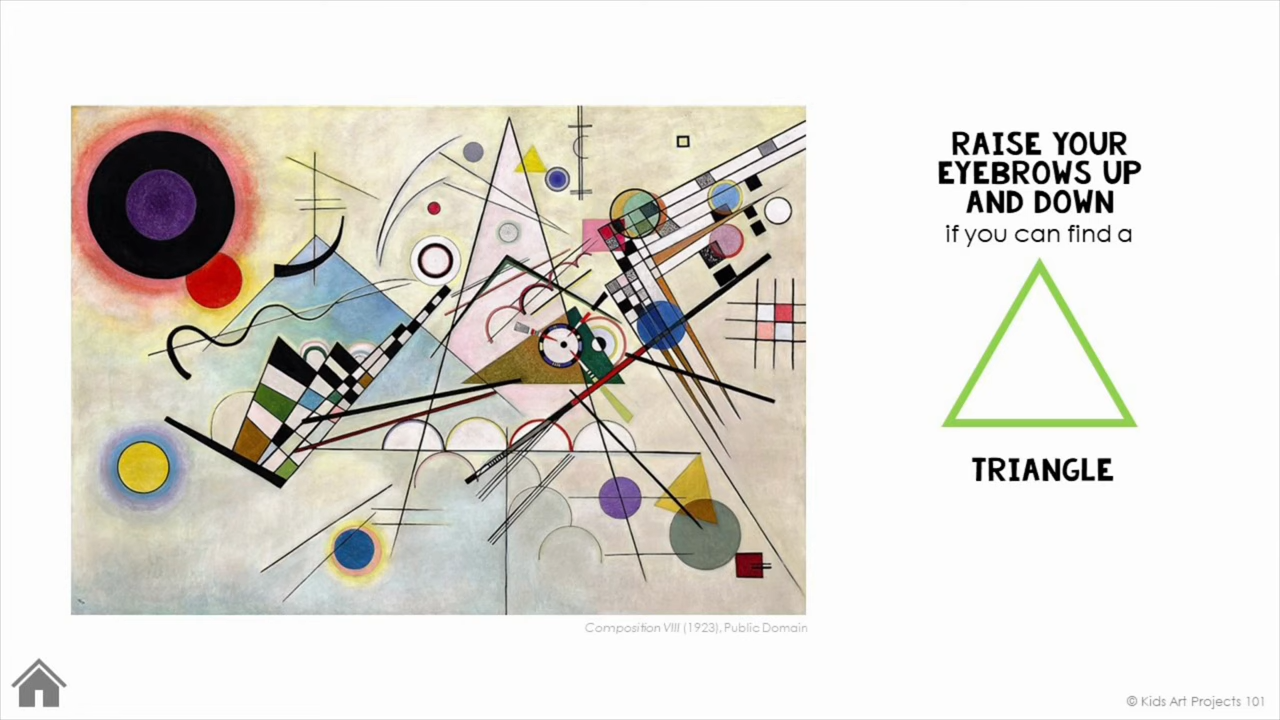 RAISE YOUR
EYEBROWS UP
AND DOWN
if you can find a
TRIANGLE
Composition VIII (1923), Public Domain
© Kids Art Projects 101